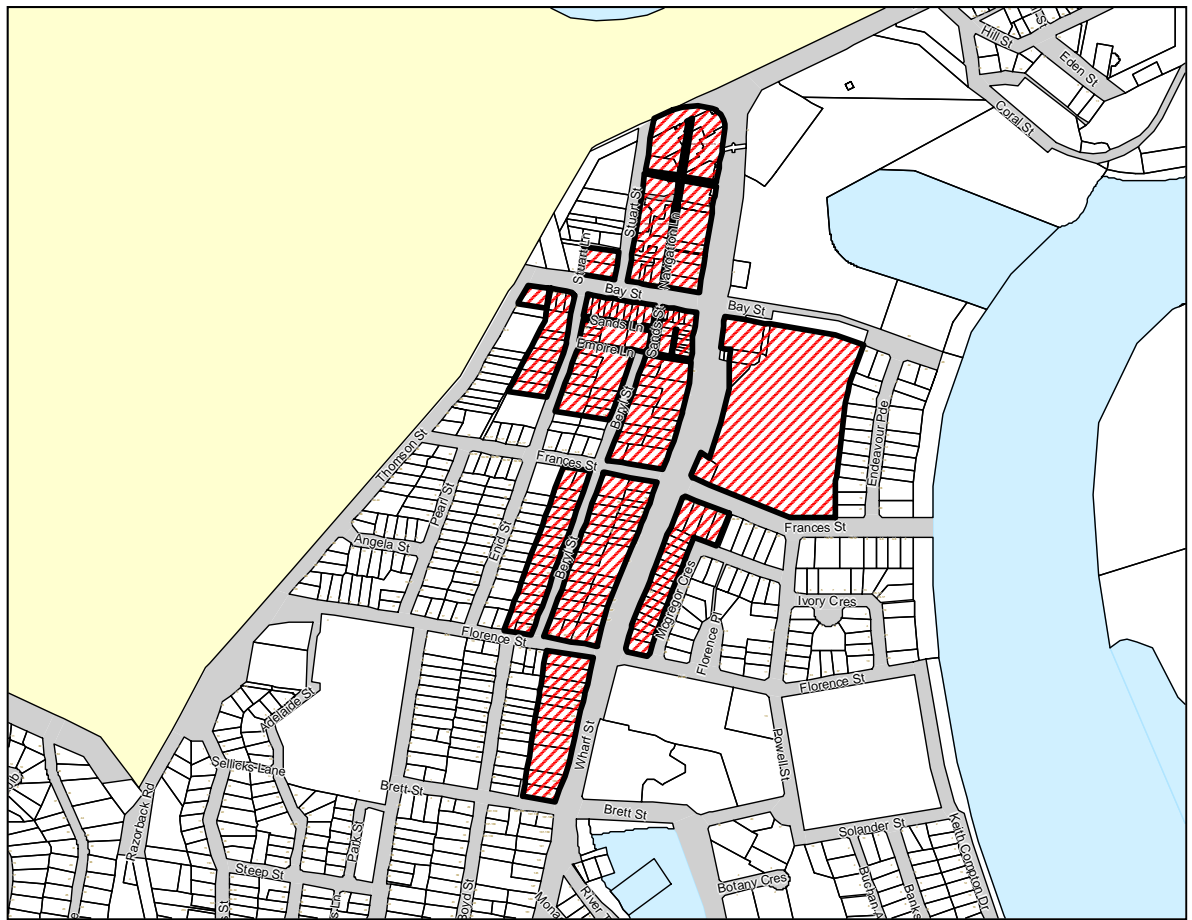 Hill St
Eden St
Coral St
Stuart St
Navigation Ln
Stuart Ln
Bay St
Bay St
Sands Ln
Sands St
Empire Ln
Beryl St
Endeavour Pde
Thomson St
Frances St
Pearl St
Enid St
Angela St
Beryl St
Frances St
Mcgregor Cres
Ivory Cres
Florence St
Florence Pl
Florence St
Adelaide St
Wharf St
Powell St
Sellicks Lane
Brett St
Brett St
Razorback Rd
Park St
Solander St
Keith Compton Dr
Steep St
Boyd St
Botany Cres
River T
Mona
Buchan A
Banks